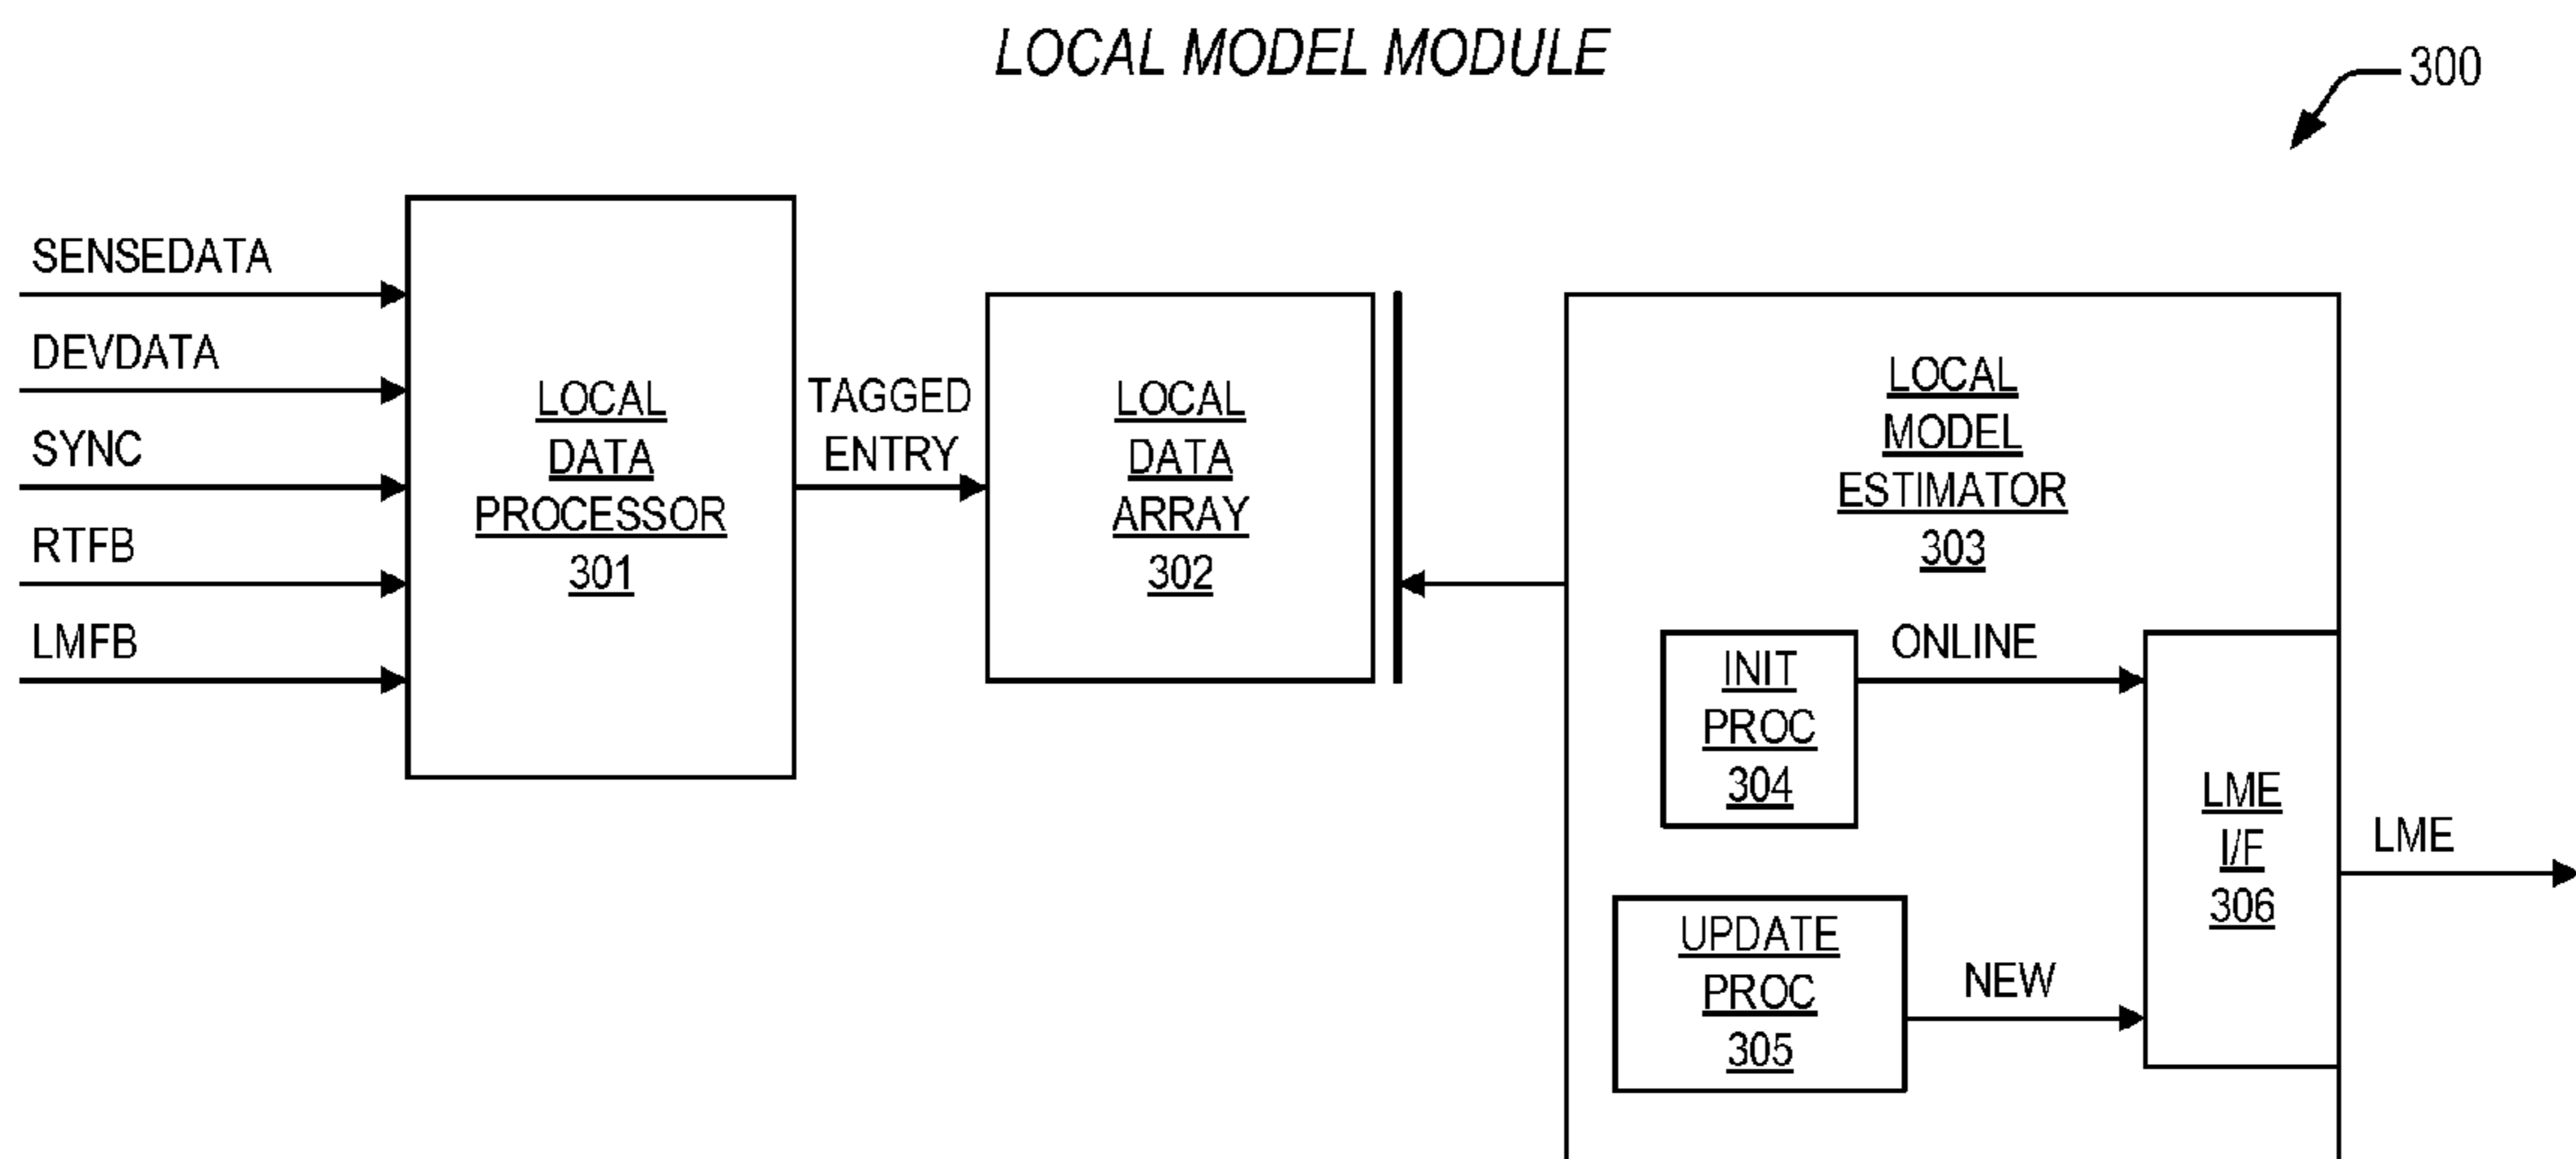 LOCAL MODEL MODULE
300
SENSEDATA
DEVDATA
SYNC
RTFB
LMFB
LOCAL
DATA
PROCESSOR
301
TAGGED
ENTRY
LOCAL
DATA
ARRAY
302
LOCAL
MODEL
ESTIMATOR
303
INIT
PROC
304
ONLINE
UPDATE
PROC
305
NEW
LME
I/F
306
LME